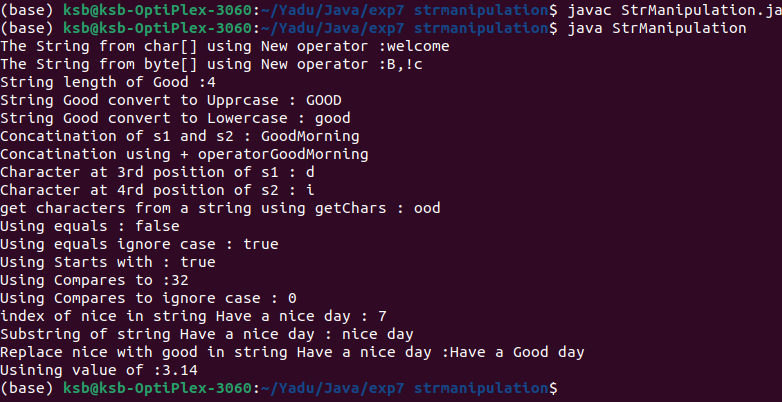 (base) ksb@ksb-OptiPlex-3060:~/Yadu/Java/exp7 strmanipulation$ javac StrManipulation.ja
(base) ksb@ksb-OptiPlex-3060:~/Yadu/Java/exp7 strmanipulation$ java StrManipulation
The String from char[] using New operator :welcome
The String from byte[] using New operator :B,!c
String length of Good :4
String Good convert to Upprcase : GOOD
String Good convert to Lowercase : good
Concatination of s1 and s2 : GoodMorning
Concatination using + operatorGoodMorning
Character at 3rd position of s1 : d
Character at 4rd position of s2 : i
get characters from a string using getChars : ood
Using equals : false
Using equals ignore case : true
Using Starts with : true
Using Compares to :32
Using Compares to ignore case : 0
index of nice in string Have a nice day : 7
Substring of string Have a nice day : nice day
Replace nice with good in string Have a nice day :Have a Good day
Usining value of :3.14
(base) ksb@ksb-OptiPlex-3060:~/Yadu/Java/exp7 strmanipulation$